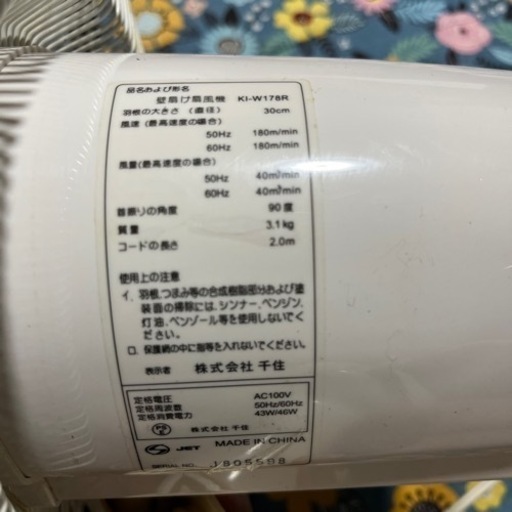 品名および形名
壁掛け扇風機 KI-W178R
羽根の大きさ (直径) 30cm
風速 (最高速度の場合)
50Hz 180m/min
60Hz 180m/min
風量(最高速度の場合)
50Hz 40m³/min
60Hz 40m³/min
首振りの角度 90度
質量 3.1kg
コードの長さ 2.0m
使用上の注意
イ. 羽根、つまみ等の合成樹脂部分および塗
装面の掃除には、シンナー、ベンジン、
灯油、ベンゾール等を使用しないでく
ださい。
ロ. 保護網の中に指等を入れないでください。
表示者 株式会社 千住
定格電圧 AC100V
定格周波数 50Hz/60Hz
定格消費電力 43W/46W
株式会社 千住
JET MADE IN CHINA
SERIAL NO. J805598